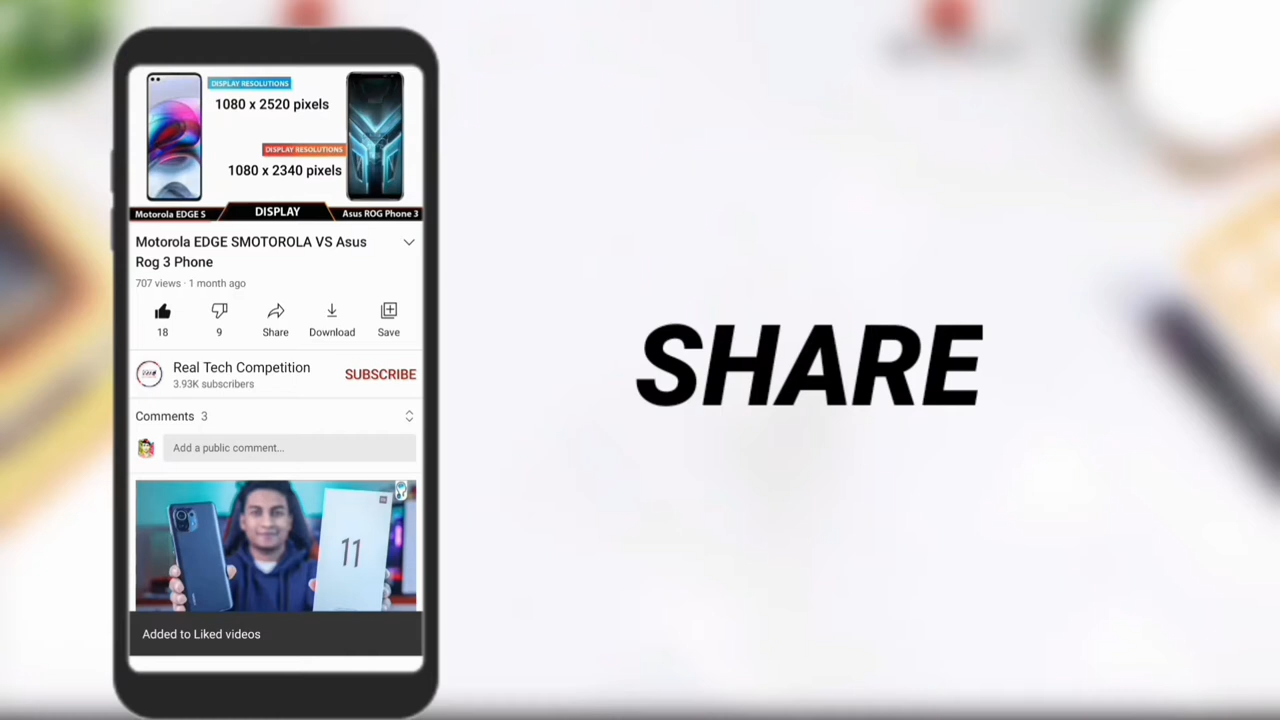 DISPLAY RESOLUTIONS
1080 x 2520 pixels
DISPLAY RESOLUTIONS
1080 x 2340 pixels
Motorola EDGE S
DISPLAY
Asus ROG Phone 3
Motorola EDGE SMOTOROLA VS Asus
Rog 3 Phone
707 views · 1 month ago
18
9
Share
Download
Save
Real Tech Competition
3.93K subscribers
SUBSCRIBE
Comments 3
Add a public comment...
11
Added to Liked videos
SHARE